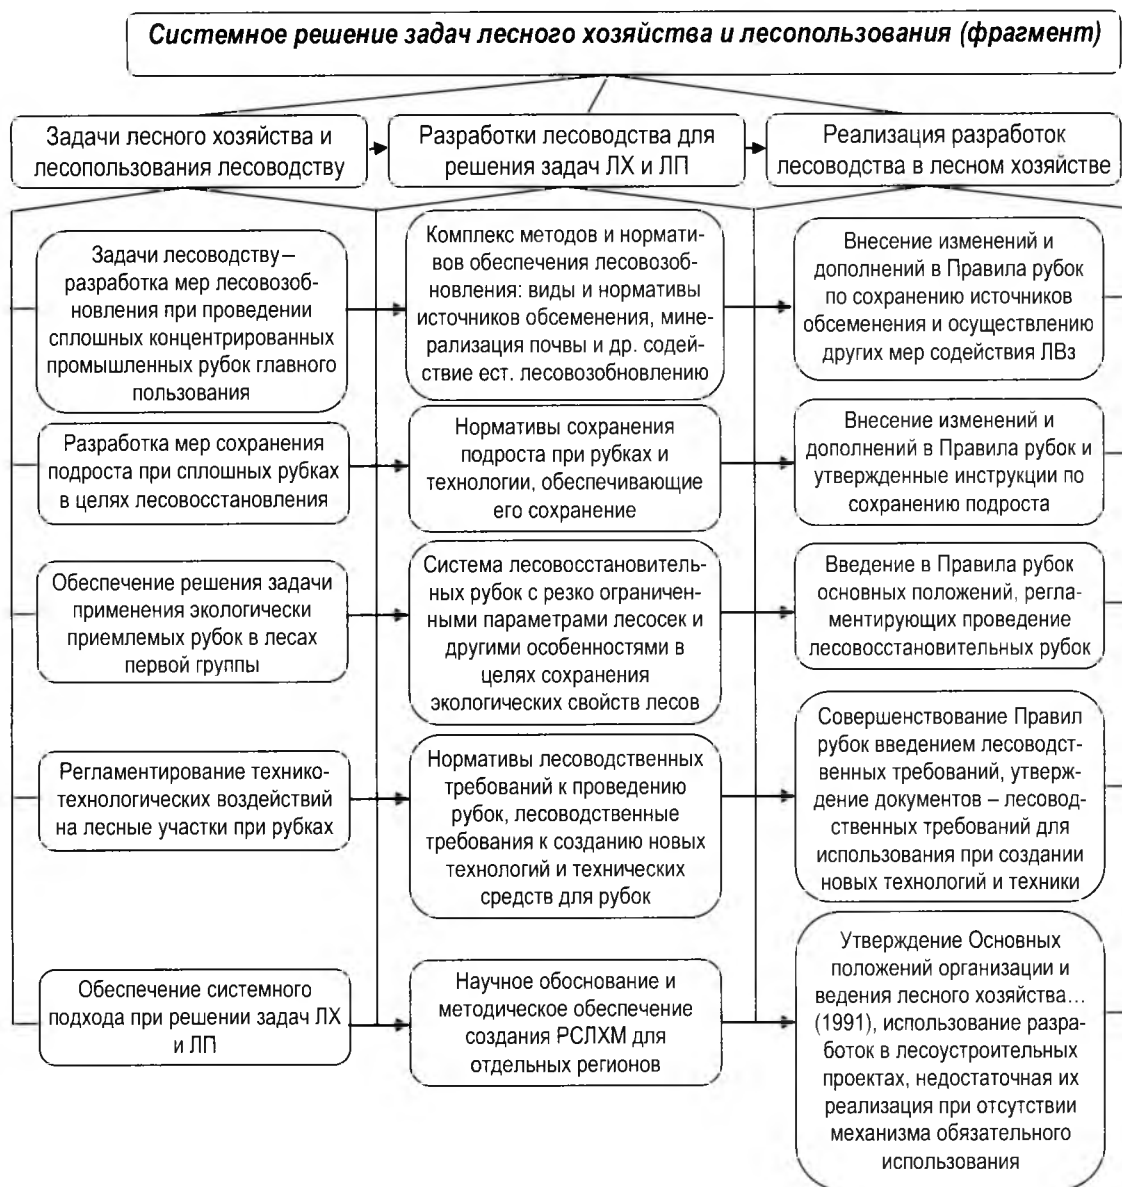 Системное решение задач лесного хозяйства и лесопользования (фрагмент)
Задачи лесного хозяйства и
лесопользования лесоводству
Разработки лесоводства для
решения задач ЛХ и ЛП
Реализация разработок
лесоводства в лесном хозяйстве
Задачи лесоводству –
разработка мер лесовозоб-
новления при проведении
сплошных концентрированных
промышленных рубок главного
пользования
Комплекс методов и нормати-
вов обеспечения лесовозоб-
новления: виды и нормативы
источников обсеменения, мине-
рализация почвы и др. содей-
ствие ест. лесовозобновлению
Внесение изменений и
дополнений в Правила рубок
по сохранению источников
обсеменения и осуществлению
других мер содействия ЛВз
Разработка мер сохранения
подроста при сплошных рубках
в целях лесовосстановления
Нормативы сохранения
подроста при рубках и
технологии, обеспечивающие
его сохранение
Внесение изменений и
дополнений в Правила рубок и
утвержденные инструкции по
сохранению подроста
Обеспечение решения задачи
применения экологически
приемлемых рубок в лесах
первой группы
Система лесовосстановитель-
ных рубок с резко ограничен-
ными параметрами лесосек и
другими особенностями в
целях сохранения
экологических свойств лесов
Введение в Правила рубок
основных положений, регла-
ментирующих проведение
лесовосстановительных рубок
Регламентирование технико-
технологических воздействий
на лесные участки при рубках
Нормативы лесоводственных
требований к проведению
рубок, лесоводственные
требования к созданию новых
технологий и технических
средств для рубок
Совершенствование Правил
рубок введением лесоводст-
венных требований, утверж-
дение документов – лесовод-
ственных требований для
использования при создании
новых технологий и техники
Обеспечение системного
подхода при решении задач ЛХ
и ЛП
Научное обоснование и
методическое обеспечение
создания РСЛХМ для
отдельных регионов
Утверждение Основных
положений организации и
ведения лесного хозяйства...
(1991), использование разра-
боток в лесоустроительных
проектах, недостаточная их
реализация при отсутствии
механизма обязательного
использования